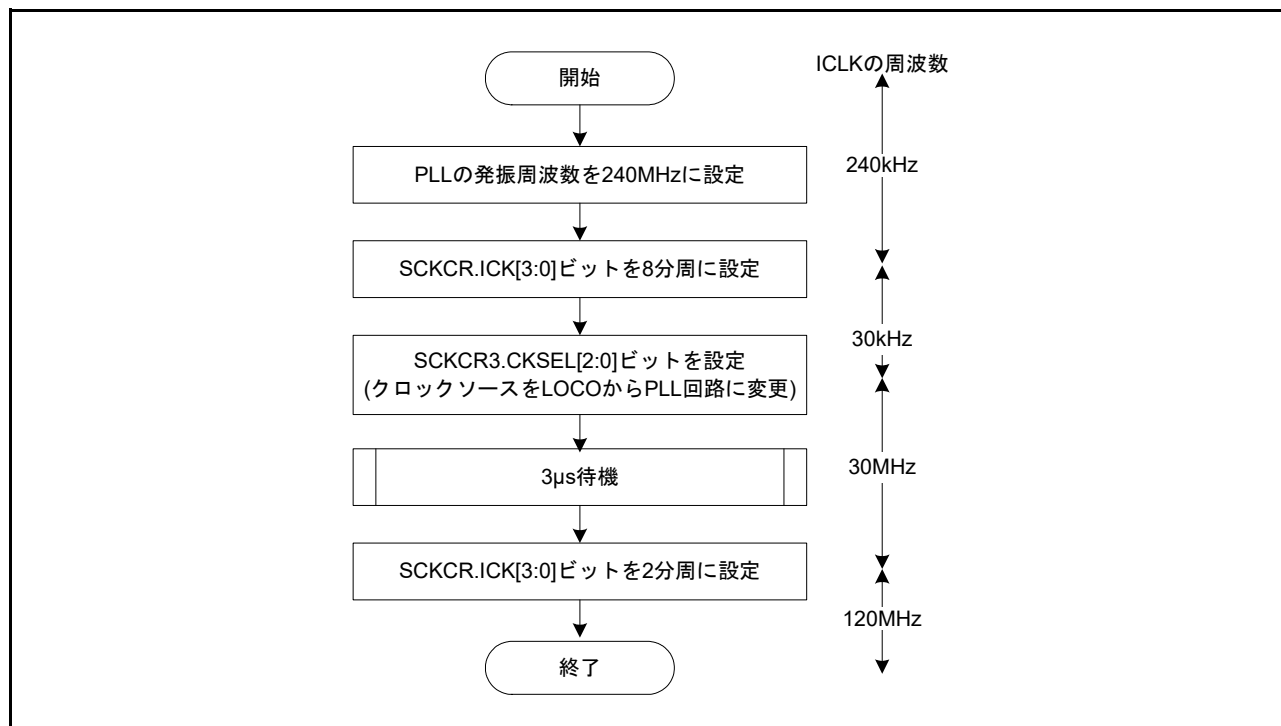 開始
ICLKの周波数
PLLの発振周波数を240MHzに設定
240kHz
SCKCR.ICK[3:0]ビットを8分周に設定
30kHz
SCKCR3.CKSEL[2:0]ビットを設定
(クロックソースをLOCOからPLL回路に変更)
3µs待機
30MHz
SCKCR.ICK[3:0]ビットを2分周に設定
120MHz
終了